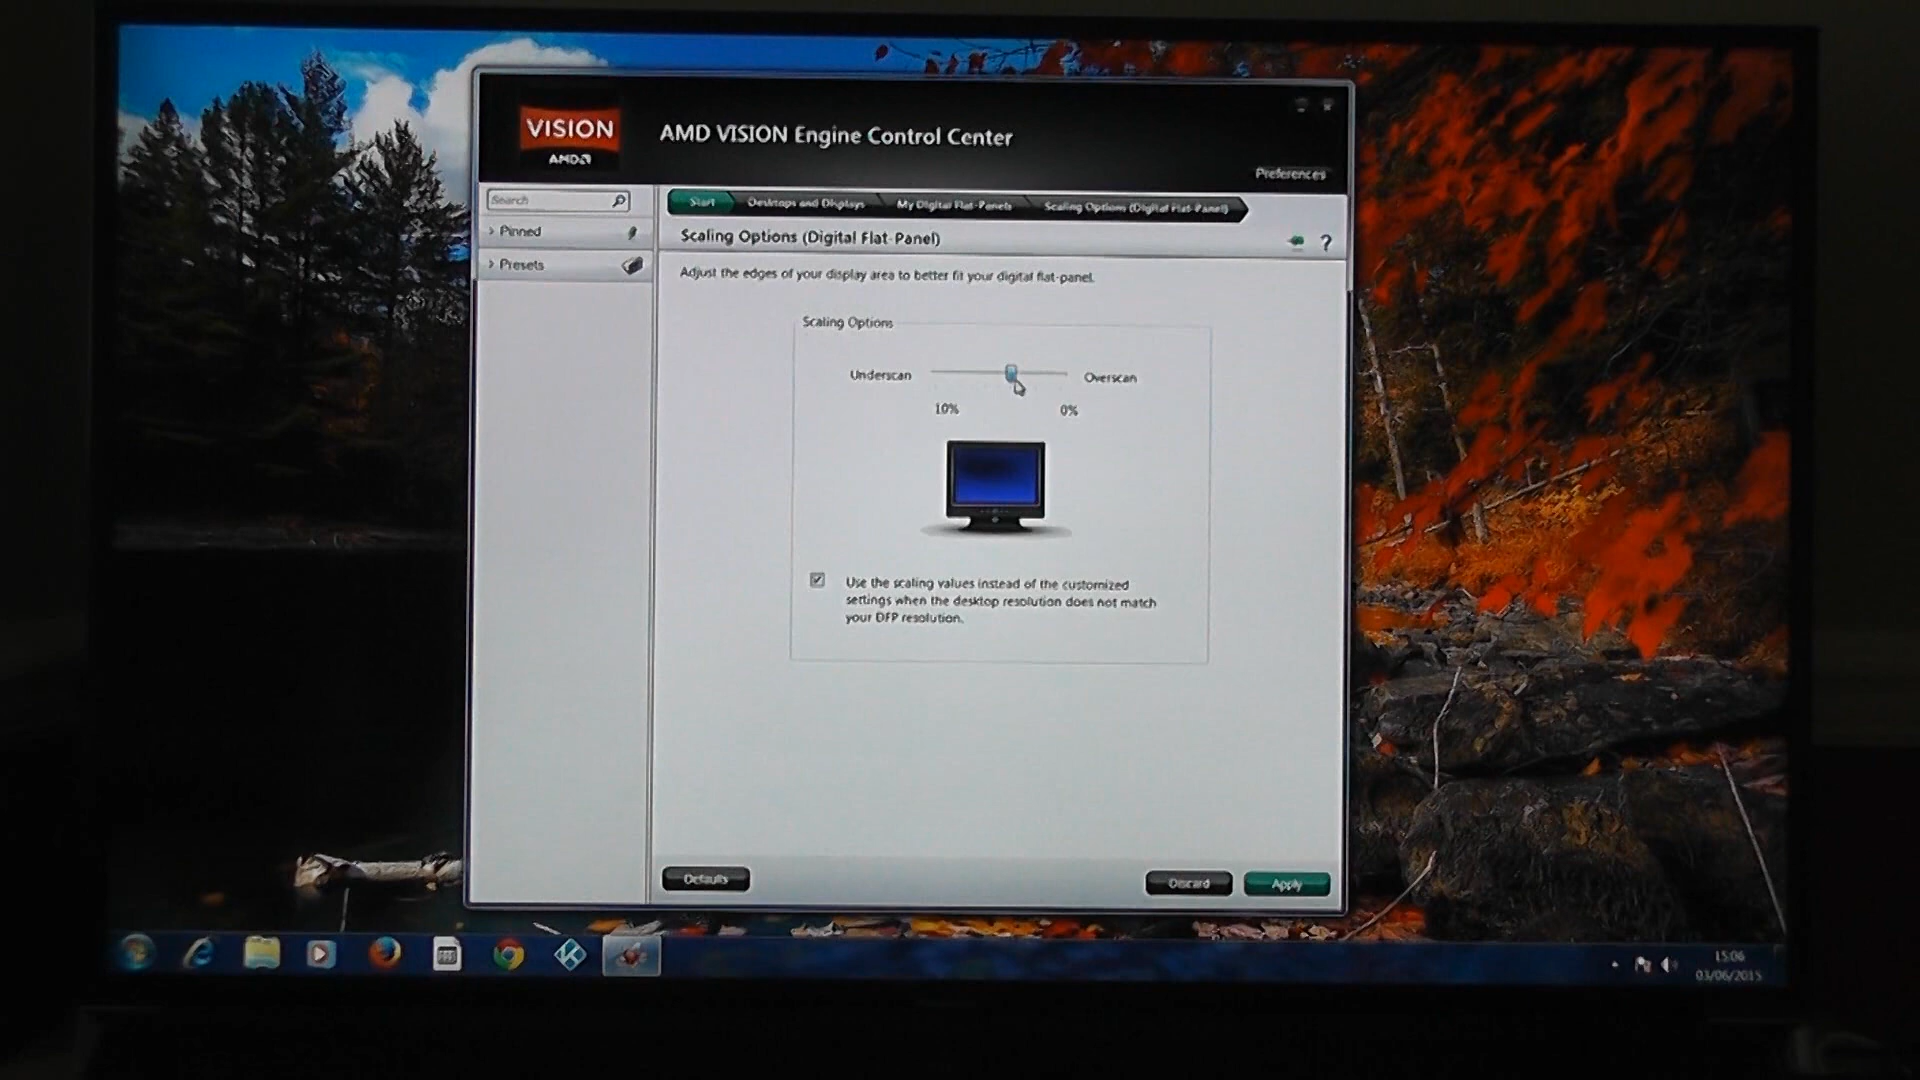 VISION
AMD
AMD VISION Engine Control Center
Preferences
Search
Start
Desktops and Displays
My Digital Flat-Panels
Scaling Options (Digital Flat-Panel)
Pinned
Scaling Options (Digital Flat-Panel)
?
Presets
Adjust the edges of your display area to better fit your digital flat-panel.
Scaling Options
Underscan
Overscan
10%
0%
Use the scaling values instead of the customized
settings when the desktop resolution does not match
your DFP resolution.
Defaults
Discard
Apply
15:06
03/06/2015